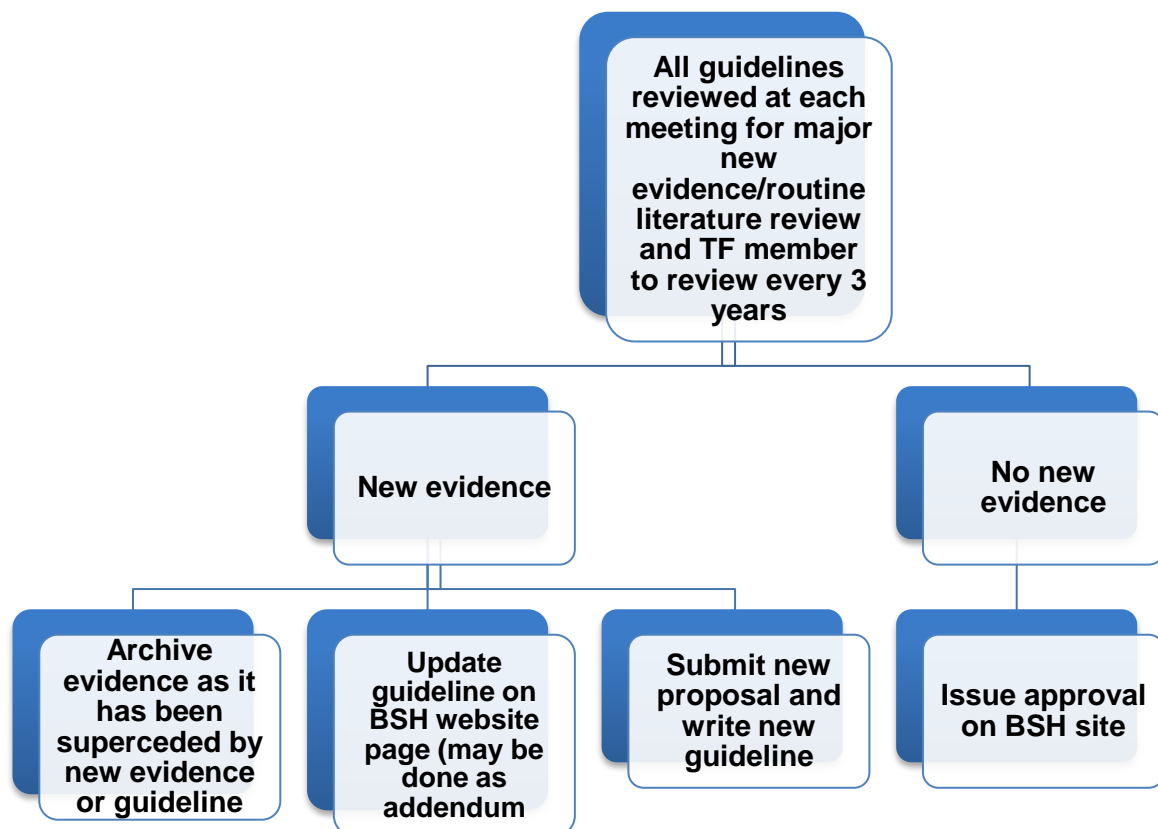 All guidelines
reviewed at each
meeting for major
new
evidence/routine
literature review
and TF member
to review every 3
years
New evidence
No new
evidence
Archive
evidence as it
has been
superceded by
new evidence
or guideline
Update
guideline on
BSH website
page (may be
done as
addendum
Submit new
proposal and
write new
guideline
Issue approval
on BSH site